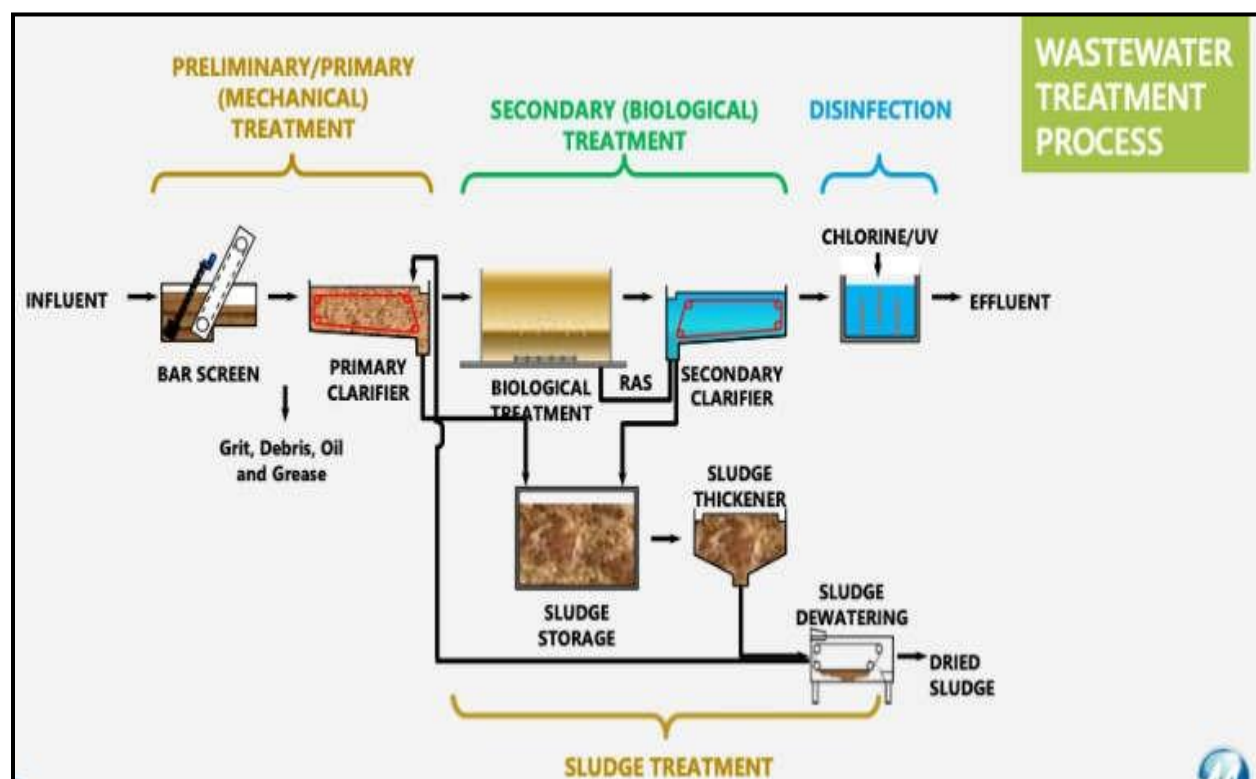 WASTEWATER
TREATMENT
PROCESS
PRELIMINARY/PRIMARY
(MECHANICAL)
TREATMENT
SECONDARY (BIOLOGICAL)
TREATMENT
DISINFECTION
CHLORINE/UV
INFLUENT
EFFLUENT
BAR SCREEN
PRIMARY
CLARIFIER
BIOLOGICAL
TREATMENT
RAS
SECONDARY
CLARIFIER
Grit, Debris, Oil
and Grease
SLUDGE
THICKENER
SLUDGE
STORAGE
SLUDGE
DEWATERING
DRIED
SLUDGE
SLUDGE TREATMENT